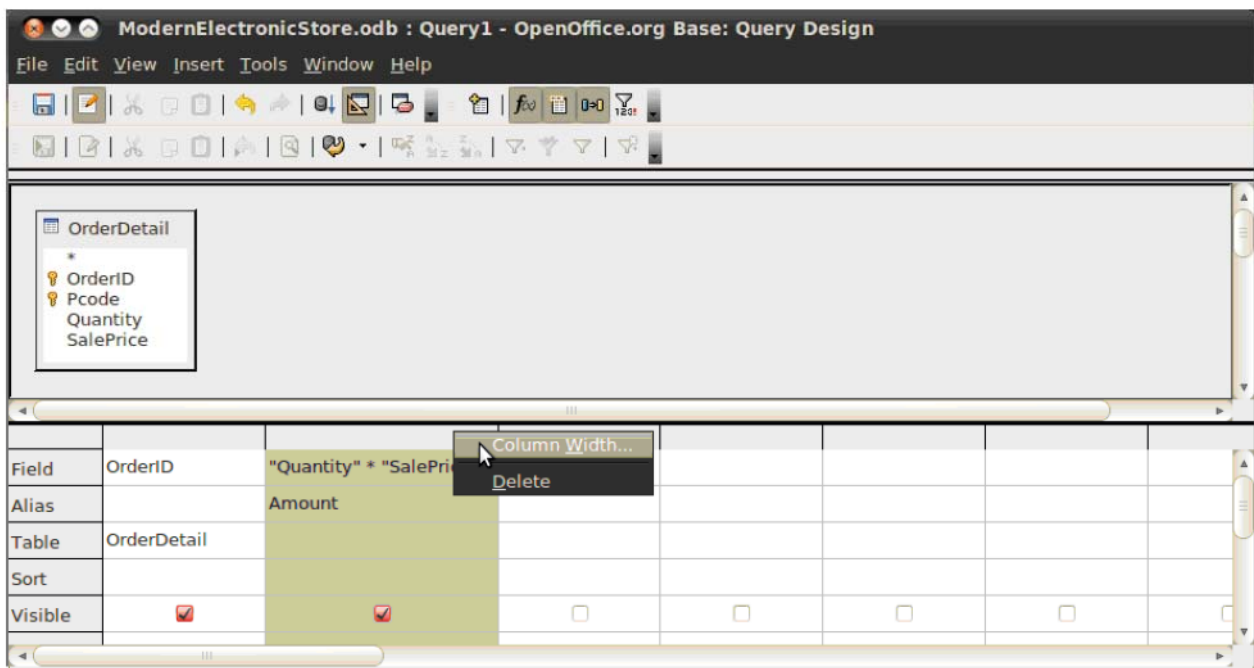 ModernElectronicStore.odb : Query1 - OpenOffice.org Base: Query Design
File Edit View Insert Tools Window Help
OrderDetail
*
OrderID
Pcode
Quantity
SalePrice
Column Width...
Delete
Field OrderID "Quantity" * "SalePri
Alias Amount
Table OrderDetail
Sort
Visible